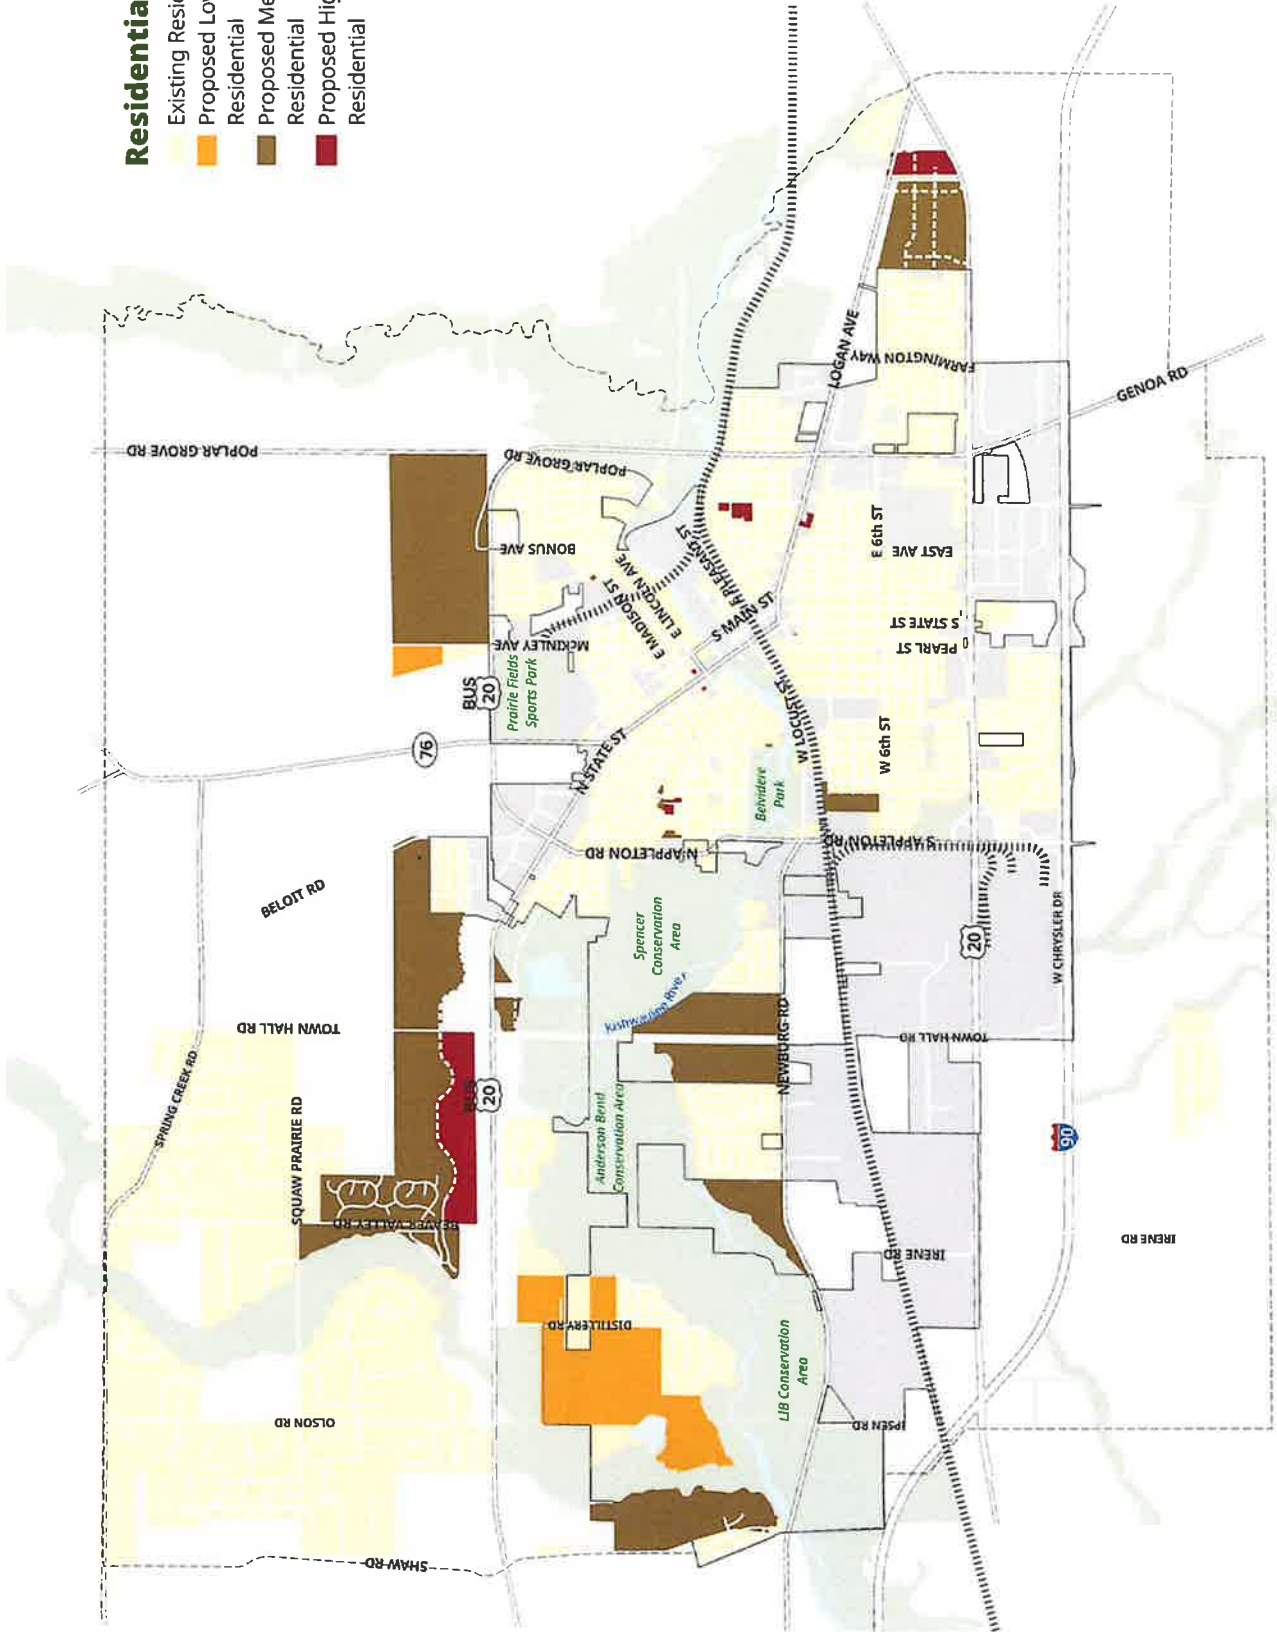 Residentia
Existing Resid
Proposed Lov
Residential
Proposed Me
Residential
Proposed Hig
Residential
POPLAR GROVE RD
POPLAR GROVE RD
LOGAN AVE
FARMINGTON WAY
GENOA RD
BONUS AVE
E PLEASANT ST
E 6th ST
EAST AVE
E LINCOLN AVE
E MADISON ST
McKINLEY AVE
S MAIN ST
S STATE ST
PEARL ST
BUS
20
Prairie Fields
Sports Park
76
N STATE ST
W LOCUST ST
W 6th ST
Belvidere
Park
N APPLETON RD
S APPLETON RD
BELOIT RD
Spencer
Conservation
Area
20
W CHRYSLER DR
Kishwaukee River
TOWN HALL RD
NEWBURG RD
TOWN HALL RD
SPRING CREEK RD
BUS
20
Anderson Bend
Conservation Area
90
SQUAW PRAIRIE RD
BEAVER VALLEY RD
IRENE RD
IRENE RD
DISTILLERY RD
LIB Conservation
Area
OLSON RD
IPSEN RD
SHAW RD